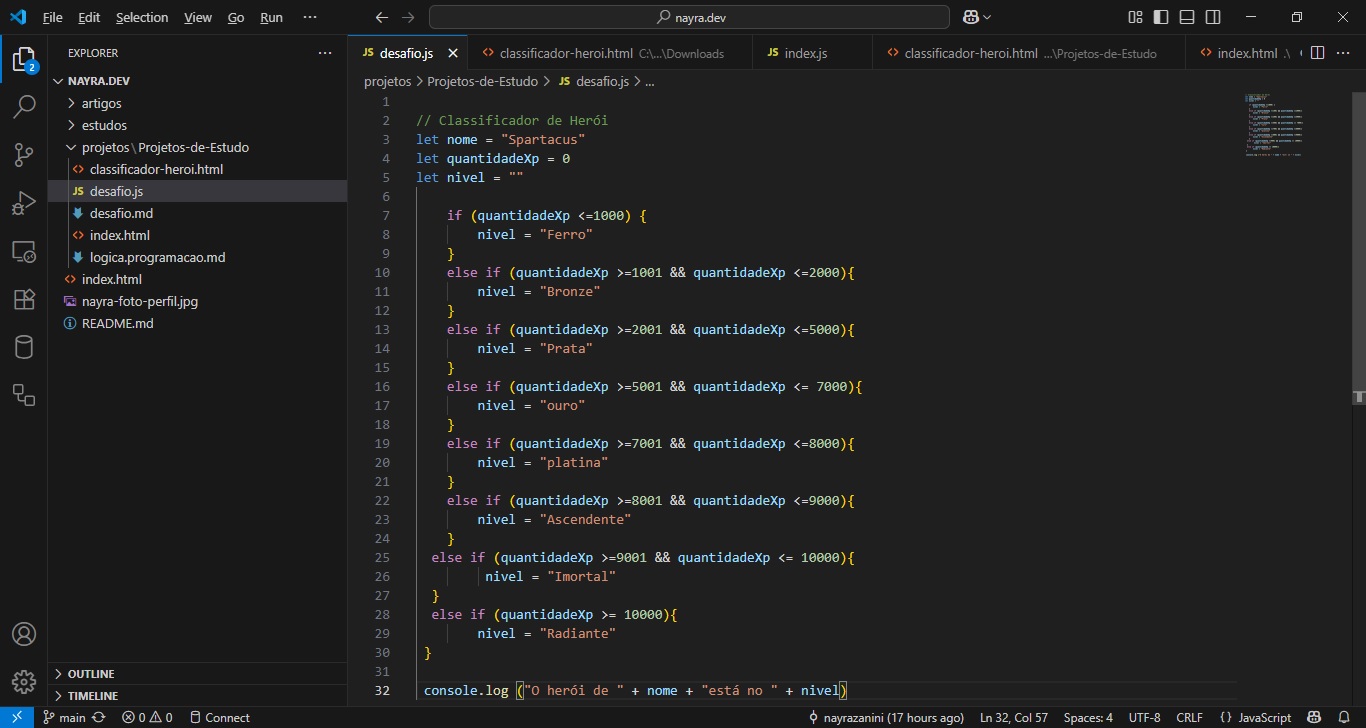 File Edit Selection View Go Run ···
nayra.dev
EXPLORER ···
NAYRA.DEV
artigos
estudos
projetos\Projetos-de-Estudo
<> classificador-heroi.html
JS desafio.js
desafio.md
<> index.html
logica.programacao.md
<> index.html
nayra-foto-perfil.jpg
README.md
OUTLINE
TIMELINE
2
JS desafio.js
<> classificador-heroi.html C:\...\Downloads
JS index.js
<> classificador-heroi.html ...\Projetos-de-Estudo
<> index.html .\
projetos > Projetos-de-Estudo > JS desafio.js > ...
1
2 // Classificador de Herói
3 let nome = "Spartacus"
4 let quantidadeXp = 0
5 let nivel = ""
6
7 if (quantidadeXp <=1000) {
8 nivel = "Ferro"
9 }
10 else if (quantidadeXp >=1001 && quantidadeXp <=2000){
11 nivel = "Bronze"
12 }
13 else if (quantidadeXp >=2001 && quantidadeXp <=5000){
14 nivel = "Prata"
15 }
16 else if (quantidadeXp >=5001 && quantidadeXp <= 7000){
17 nivel = "ouro"
18 }
19 else if (quantidadeXp >=7001 && quantidadeXp <=8000){
20 nivel = "platina"
21 }
22 else if (quantidadeXp >=8001 && quantidadeXp <=9000){
23 nivel = "Ascendente"
24 }
25 else if (quantidadeXp >=9001 && quantidadeXp <= 10000){
26 nivel = "Imortal"
27 }
28 else if (quantidadeXp >= 10000){
29 nivel = "Radiante"
30 }
31
32 console.log ("O herói de " + nome + "está no " + nivel)
main 0 0 Connect nayrazanini (17 hours ago) Ln 32, Col 57 Spaces: 4 UTF-8 CRLF {} JavaScript